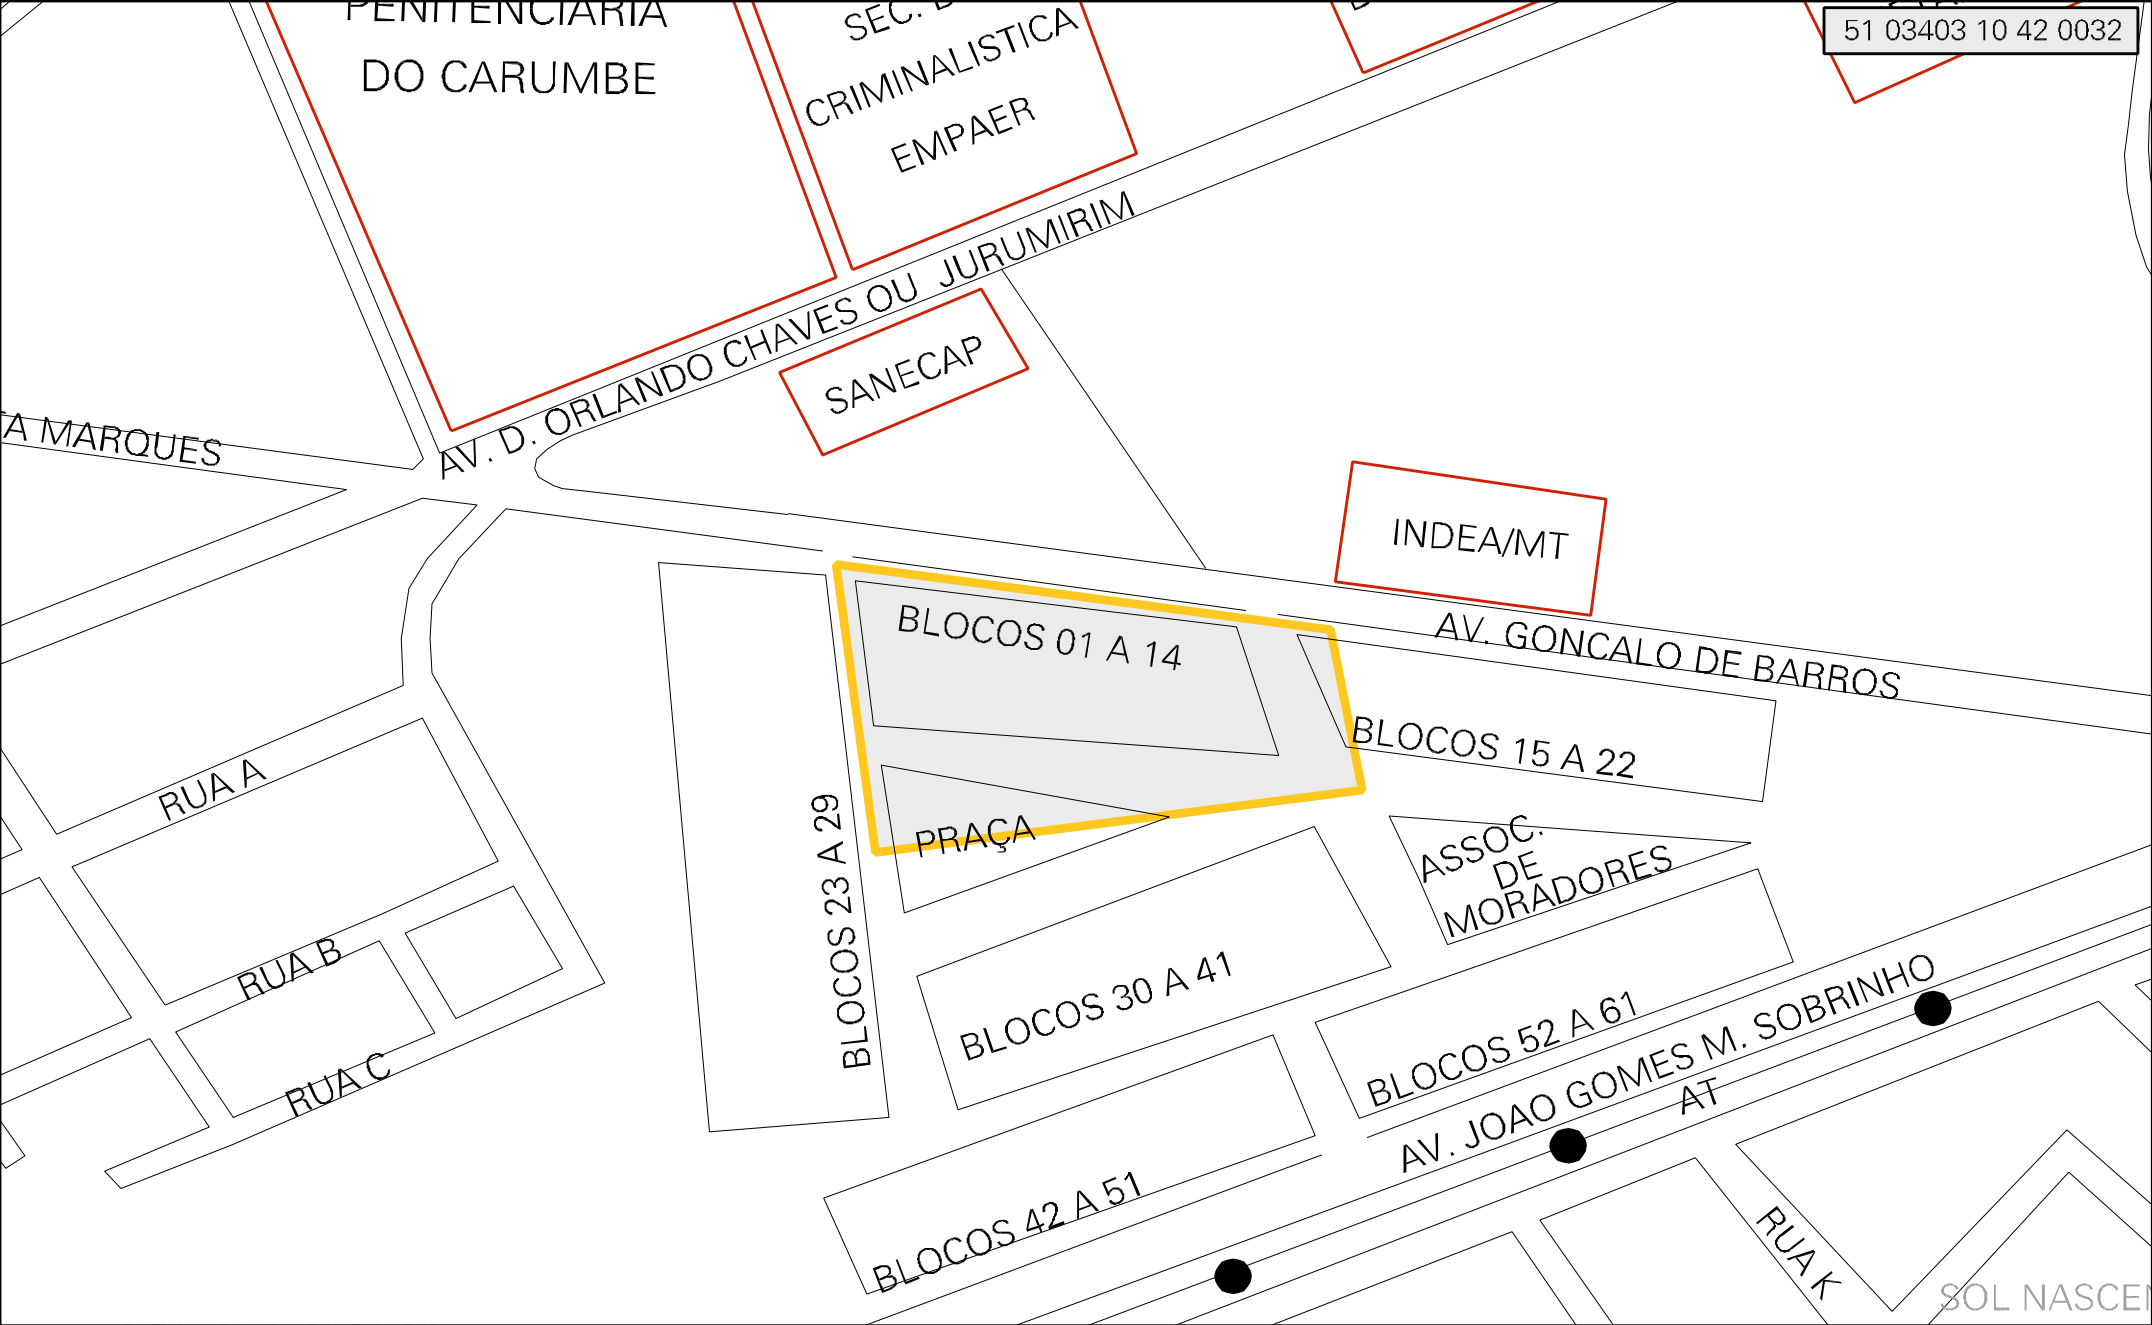 PENITENCIARIA
DO CARUMBE
SEC.
CRIMINALISTICA
EMPAER
51 03403 10 42 0032
AV. D. ORLANDO CHAVES OU JURUMIRIM
SANECAP
A MARQUES
INDEA/MT
AV. GONCALO DE BARROS
BLOCOS 01 A 14
BLOCOS 15 A 22
RUA A
BLOCOS 23 A 29
PRAÇA
ASSOC.
DE
MORADORES
RUA B
BLOCOS 30 A 41
RUA C
BLOCOS 52 A 61
AV. JOAO GOMES M. SOBRINHO
AT
BLOCOS 42 A 51
RUA K
SOL NASCEN